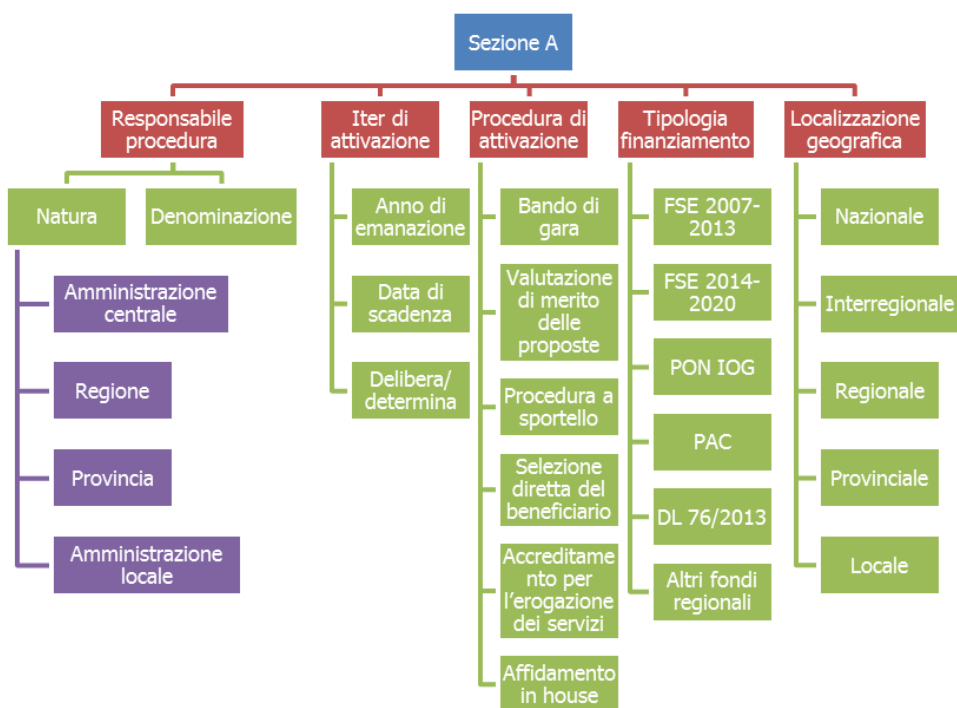 Sezione A
Responsabile
procedura
Iter di
attivazione
Procedura di
attivazione
Tipologia
finanziamento
Localizzazione
geografica
Natura
Denominazione
Amministrazione
centrale
Regione
Provincia
Amministrazione
locale
Anno di
emanazione
Data di
scadenza
Delibera/
determina
Bando di
gara
Valutazione
di merito
delle
proposte
Procedura a
sportello
Selezione
diretta del
beneficiario
Accreditame
nto per
l'erogazione
dei servizi
Affidamento
in house
FSE 2007-
2013
FSE 2014-
2020
PON IOG
PAC
DL 76/2013
Altri fondi
regionali
Nazionale
Interregionale
Regionale
Provinciale
Locale